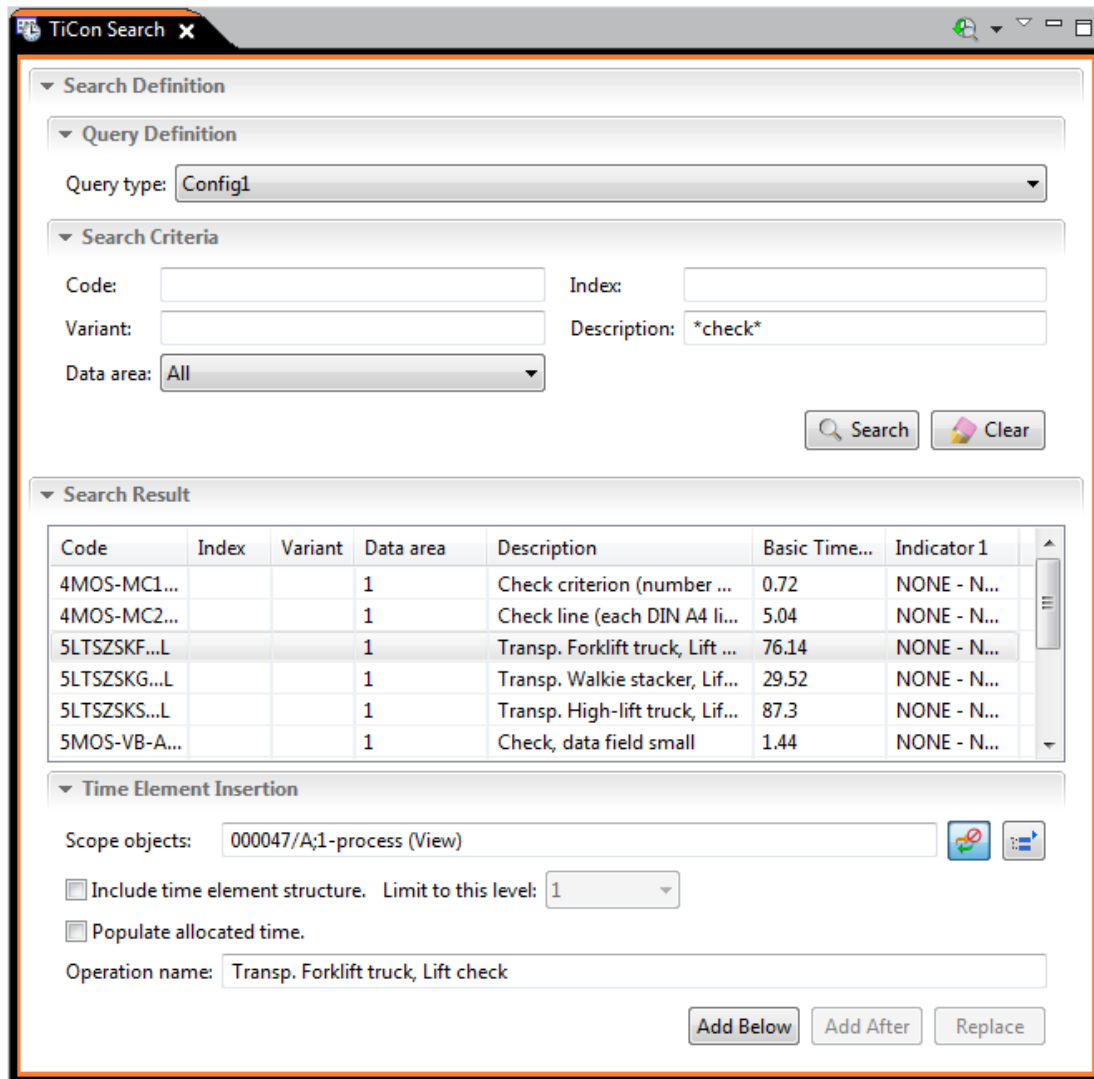 TiCon Search
Search Definition
Query Definition
Query type: Config1
Search Criteria
Code: Index:
Variant: Description: *check*
Data area: All
Search Clear
Search Result
Code Index Variant Data area Description Basic Time... Indicator 1
4MOS-MC1... 1 Check criterion (number ... 0.72 NONE - N...
4MOS-MC2... 1 Check line (each DIN A4 li... 5.04 NONE - N...
5LTSZSKF...L 1 Transp. Forklift truck, Lift ... 76.14 NONE - N...
5LTSZSKG...L 1 Transp. Walkie stacker, Lif... 29.52 NONE - N...
5LTSZSKS...L 1 Transp. High-lift truck, Lif... 87.3 NONE - N...
5MOS-VB-A... 1 Check, data field small 1.44 NONE - N...
Time Element Insertion
Scope objects: 000047/A;1-process (View)
Include time element structure. Limit to this level: 1
Populate allocated time.
Operation name: Transp. Forklift truck, Lift check
Add Below Add After Replace